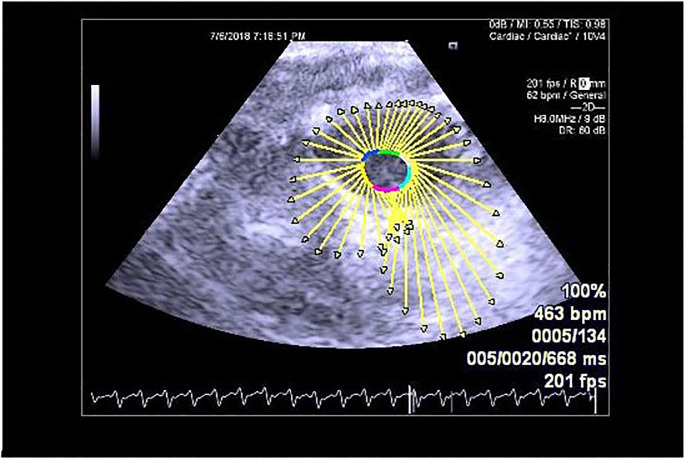 7/6/2018 7:18:51 PM
0dB / MI: 0.55 / TIS: 0.98
Cardiac / Cardiac* / 10V4
201 fps / R 0 mm
62 bpm / General
—2D—
H8.0MHz / 9 dB
DR: 60 dB
100%
463 bpm
0005/134
005/0020/668 ms
201 fps